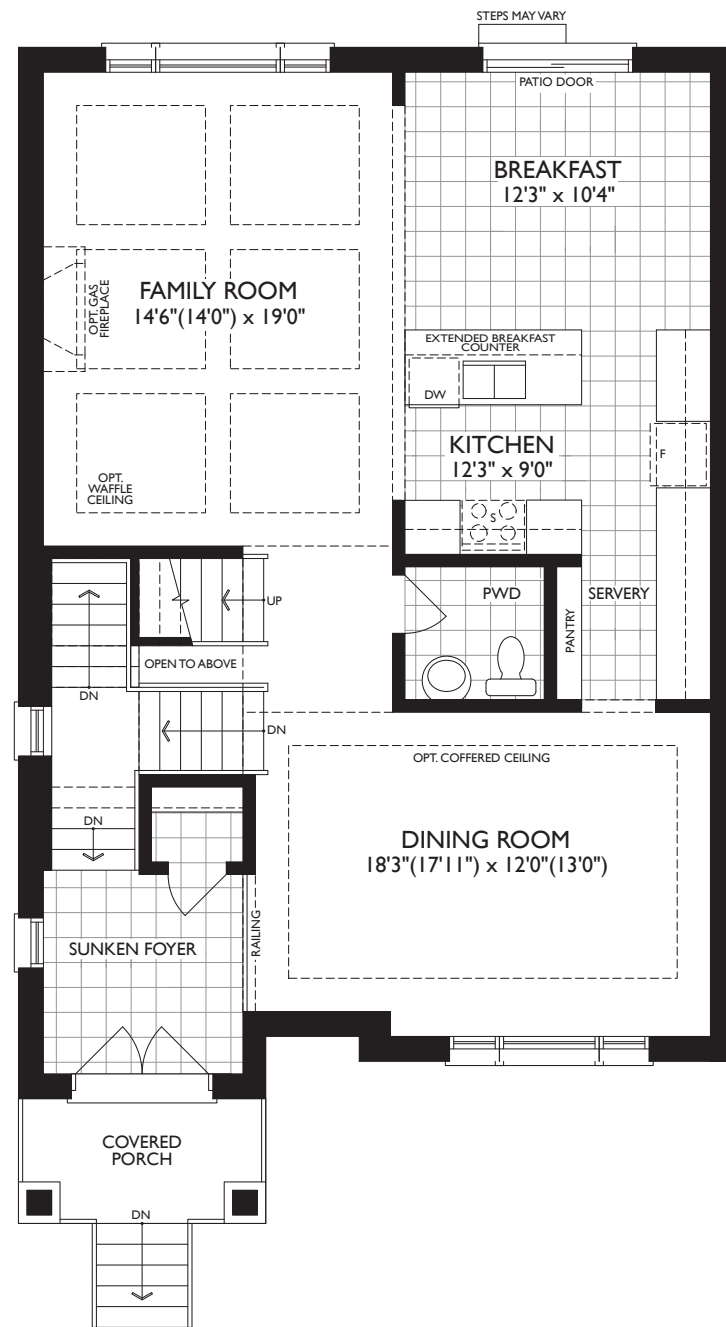 STEPS MAY VARY
PATIO DOOR
BREAKFAST
12'3" x 10'4"
FAMILY ROOM
14'6"(14'0") x 19'0"
OPT. GAS
FIREPLACE
EXTENDED BREAKFAST
COUNTER
DW
KITCHEN
12'3" x 9'0"
F
OPT.
WAFFLE
CEILING
S
UP
PWD
PANTRY
SERVERY
OPEN TO ABOVE
DN
DN
OPT. COFFERED CEILING
DN
DINING ROOM
18'3"(17'11") x 12'0"(13'0")
SUNKEN FOYER
RAILING
COVERED
PORCH
DN